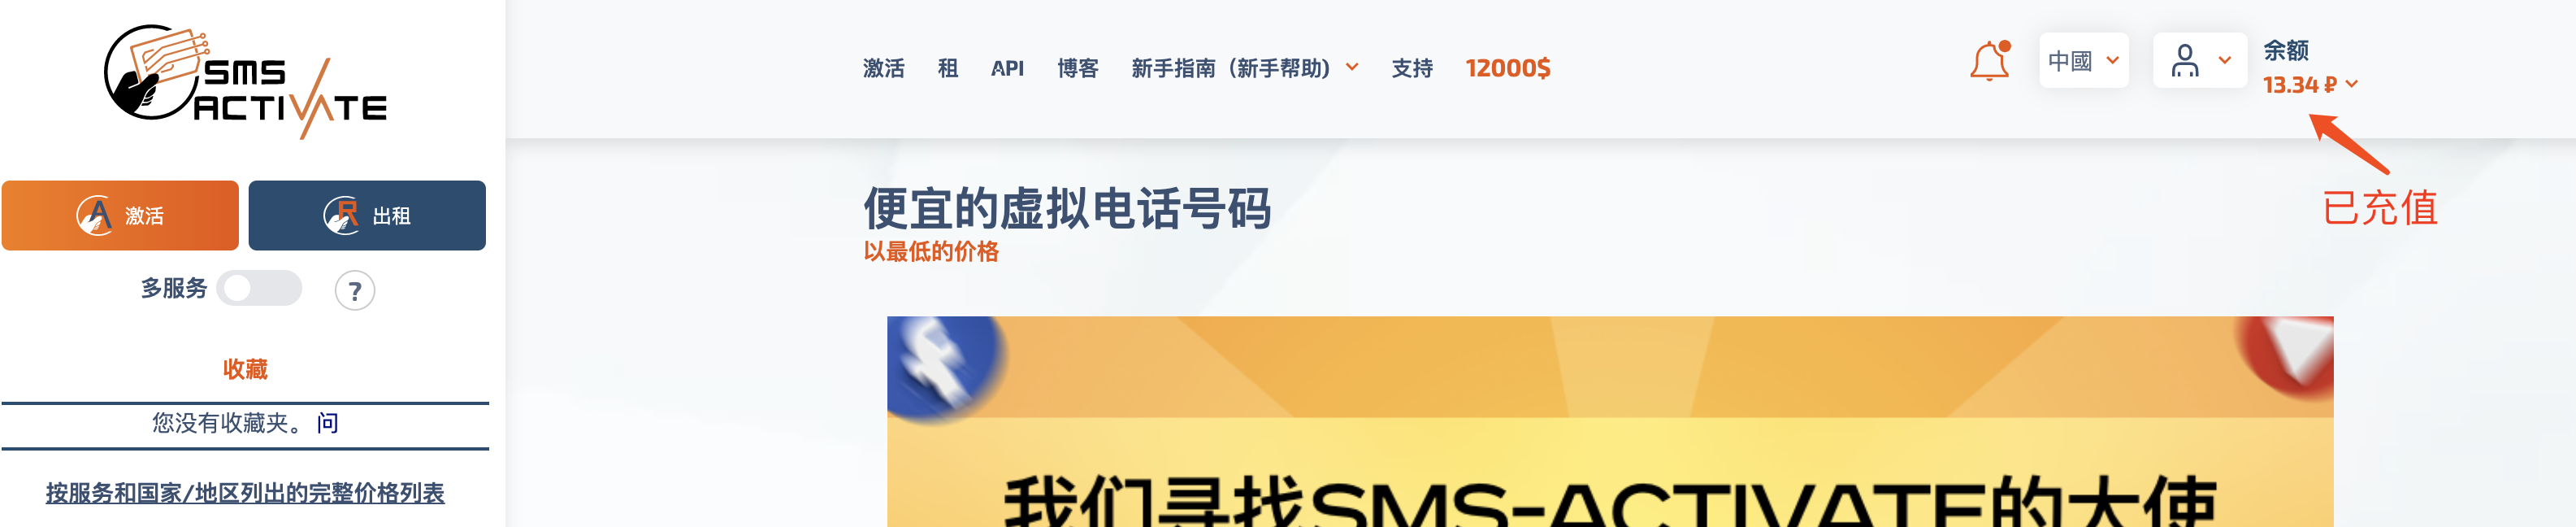 SMS
ACTIVATE
激活 租 API 博客 新手指南（新手帮助） 支持 12000$
中國
余额
13.34 ₽
已充值
A 激活
R 出租
多服务
?
收藏
您没有收藏夹。 问
按服务和国家/地区列出的完整价格列表
便宜的虚拟电话号码
以最低的价格
我们寻找SMS-ACTIVATE的大使